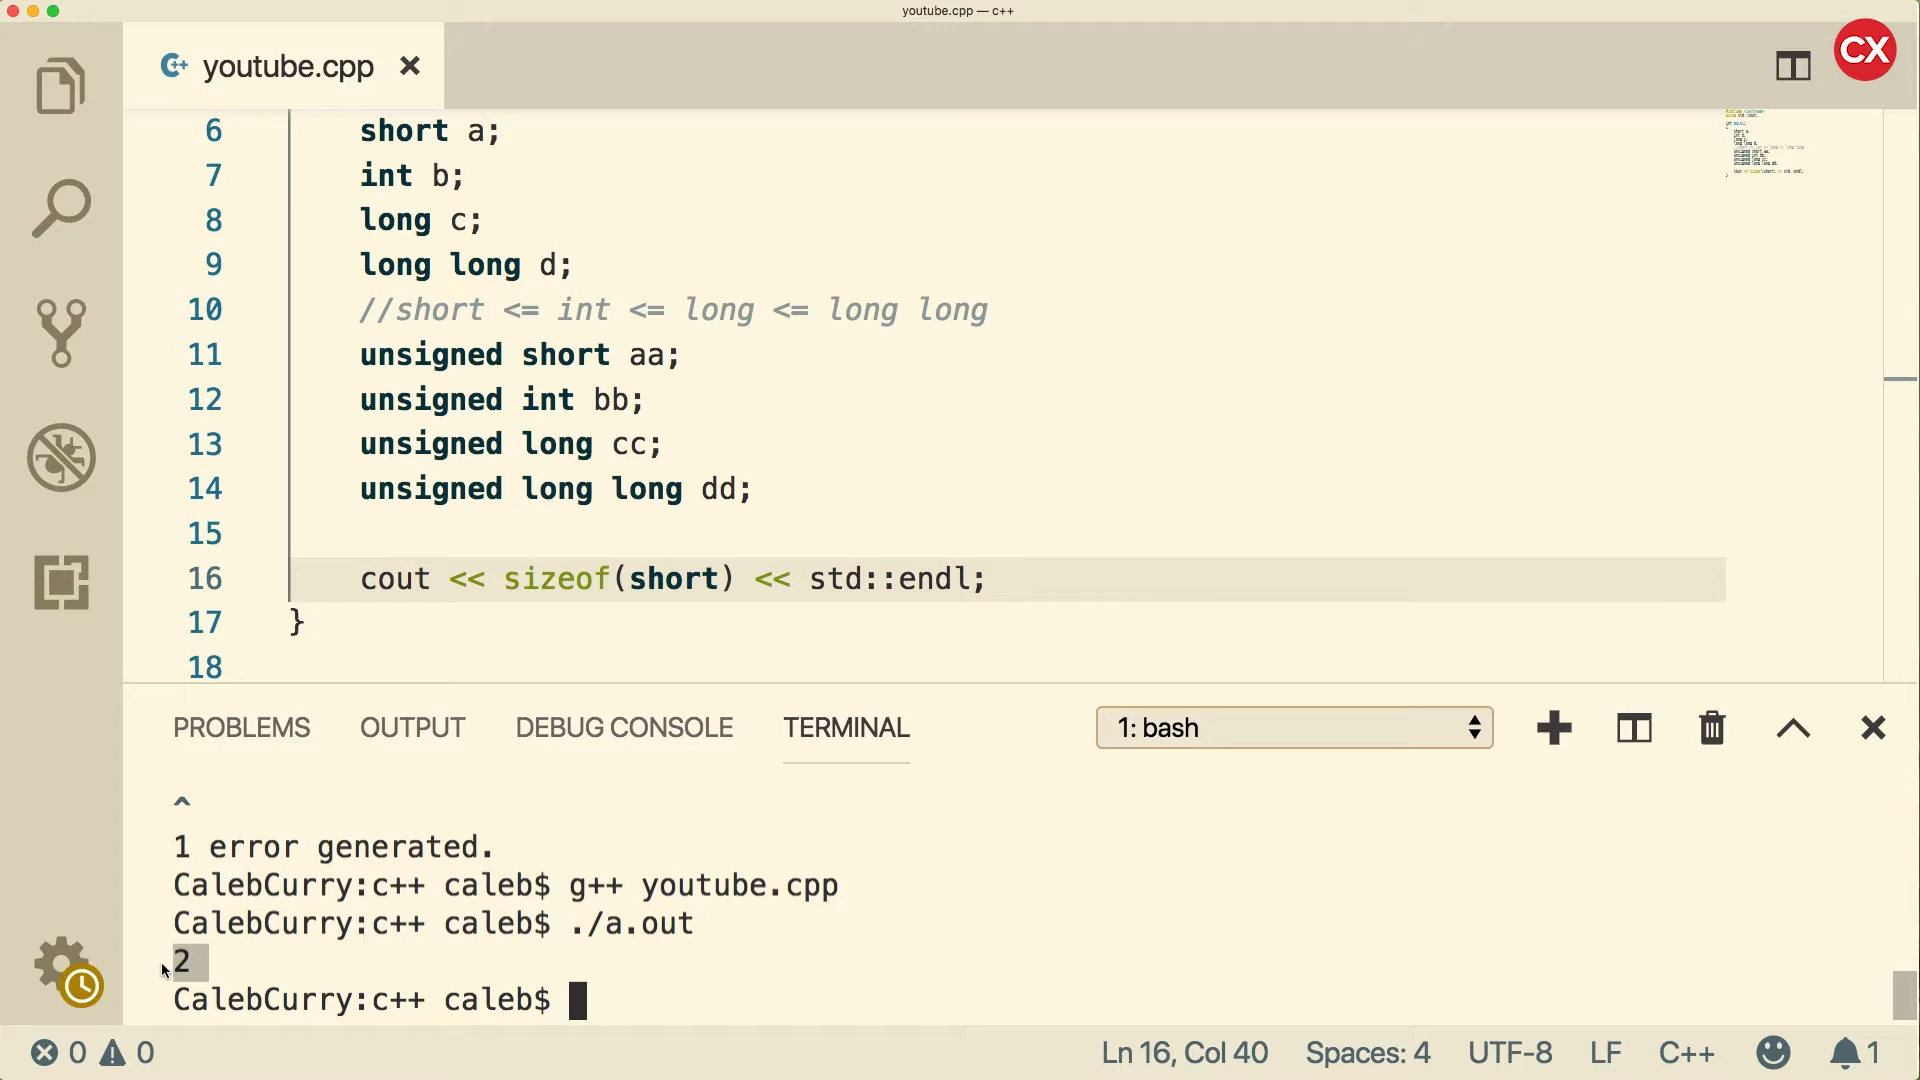 youtube.cpp — c++
youtube.cpp
CX
6 short a;
7 int b;
8 long c;
9 long long d;
10 //short <= int <= long <= long long
11 unsigned short aa;
12 unsigned int bb;
13 unsigned long cc;
14 unsigned long long dd;
15
16 cout << sizeof(short) << std::endl;
17 }
18
PROBLEMS OUTPUT DEBUG CONSOLE TERMINAL 1: bash
^
1 error generated.
CalebCurry:c++ caleb$ g++ youtube.cpp
CalebCurry:c++ caleb$ ./a.out
2
CalebCurry:c++ caleb$
0 0 Ln 16, Col 40 Spaces: 4 UTF-8 LF C++ 1